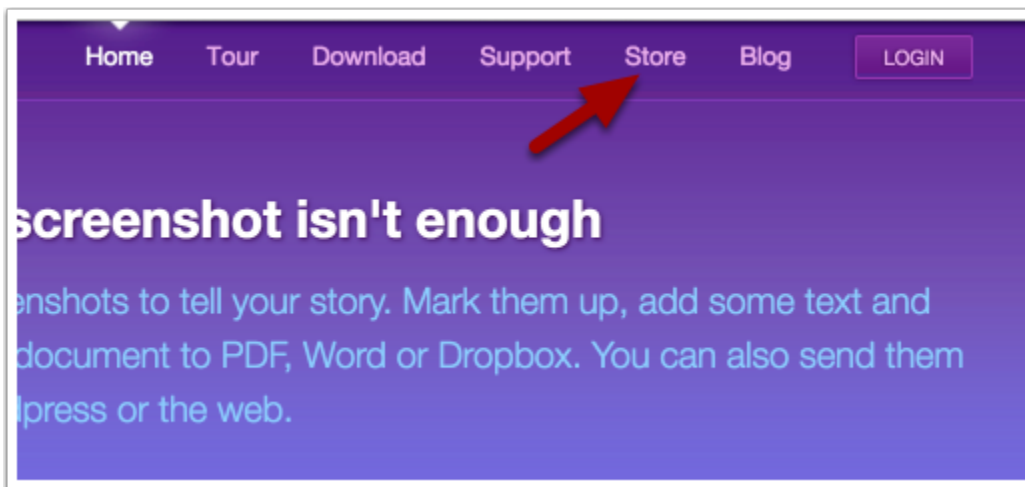 Home Tour Download Support Store Blog LOGIN
screenshot isn't enough
enshots to tell your story. Mark them up, add some text and
document to PDF, Word or Dropbox. You can also send them
press or the web.